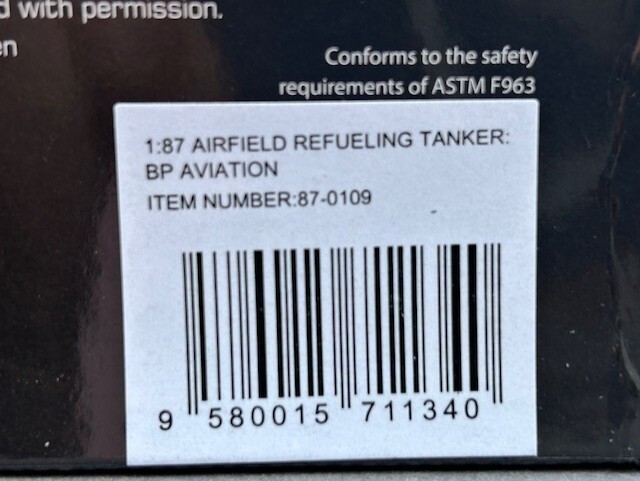 d with permission.
en
Conforms to the safety
requirements of ASTM F963
1:87 AIRFIELD REFUELING TANKER:
BP AVIATION
ITEM NUMBER:87-0109
9 580015 711340